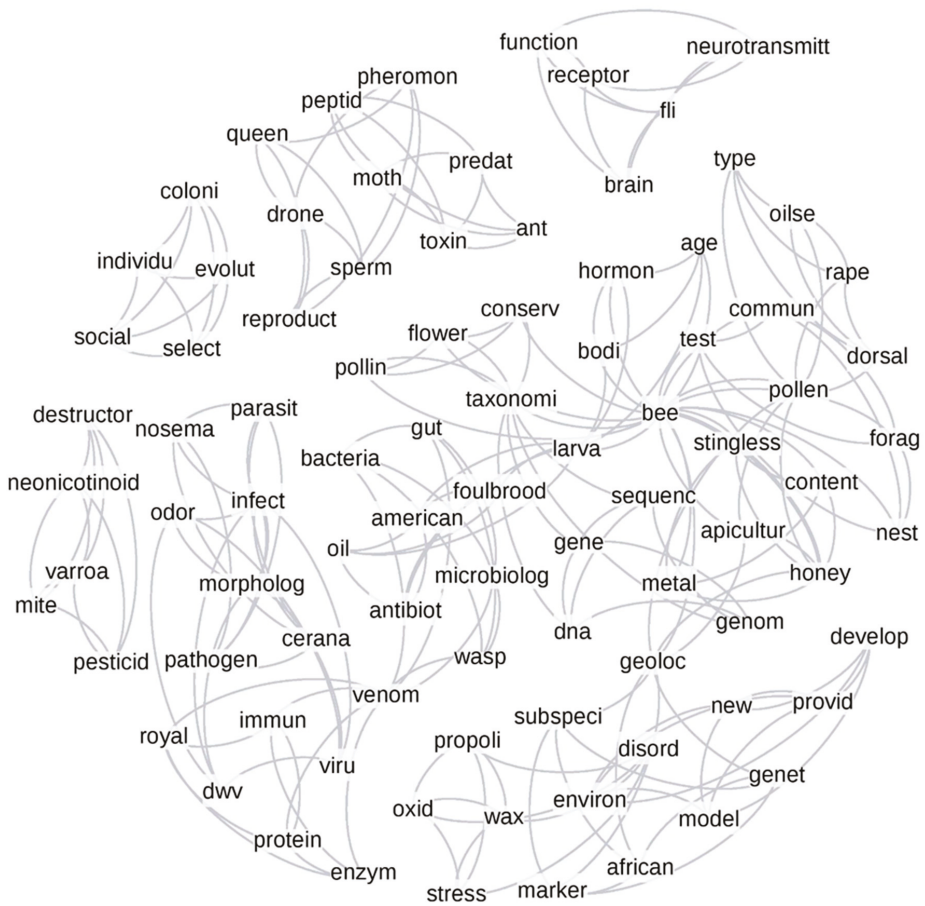 function
neurotransmitt
receptor
pheromon
peptid
fli
queen
type
predat
moth
brain
coloni
drone
oilse
toxin
ant
age
individu
evolut
sperm
hormon
rape
conserv
commun
reproduct
flower
social
select
test
bodi
dorsal
pollin
pollen
taxonomi
destructor
parasit
bee
nosema
gut
stingless
forag
larva
bacteria
neonicotinoid
content
foulbrood
sequenc
infect
odor
american
apicultur
nest
gene
oil
varroa
honey
microbiolog
morpholog
metal
mite
antibiot
genom
dna
cerana
develop
wasp
pesticid
pathogen
geoloc
venom
new
provid
immun
subspeci
royal
propoli
disord
viru
genet
dwv
environ
oxid
wax
model
protein
african
enzym
stress
marker